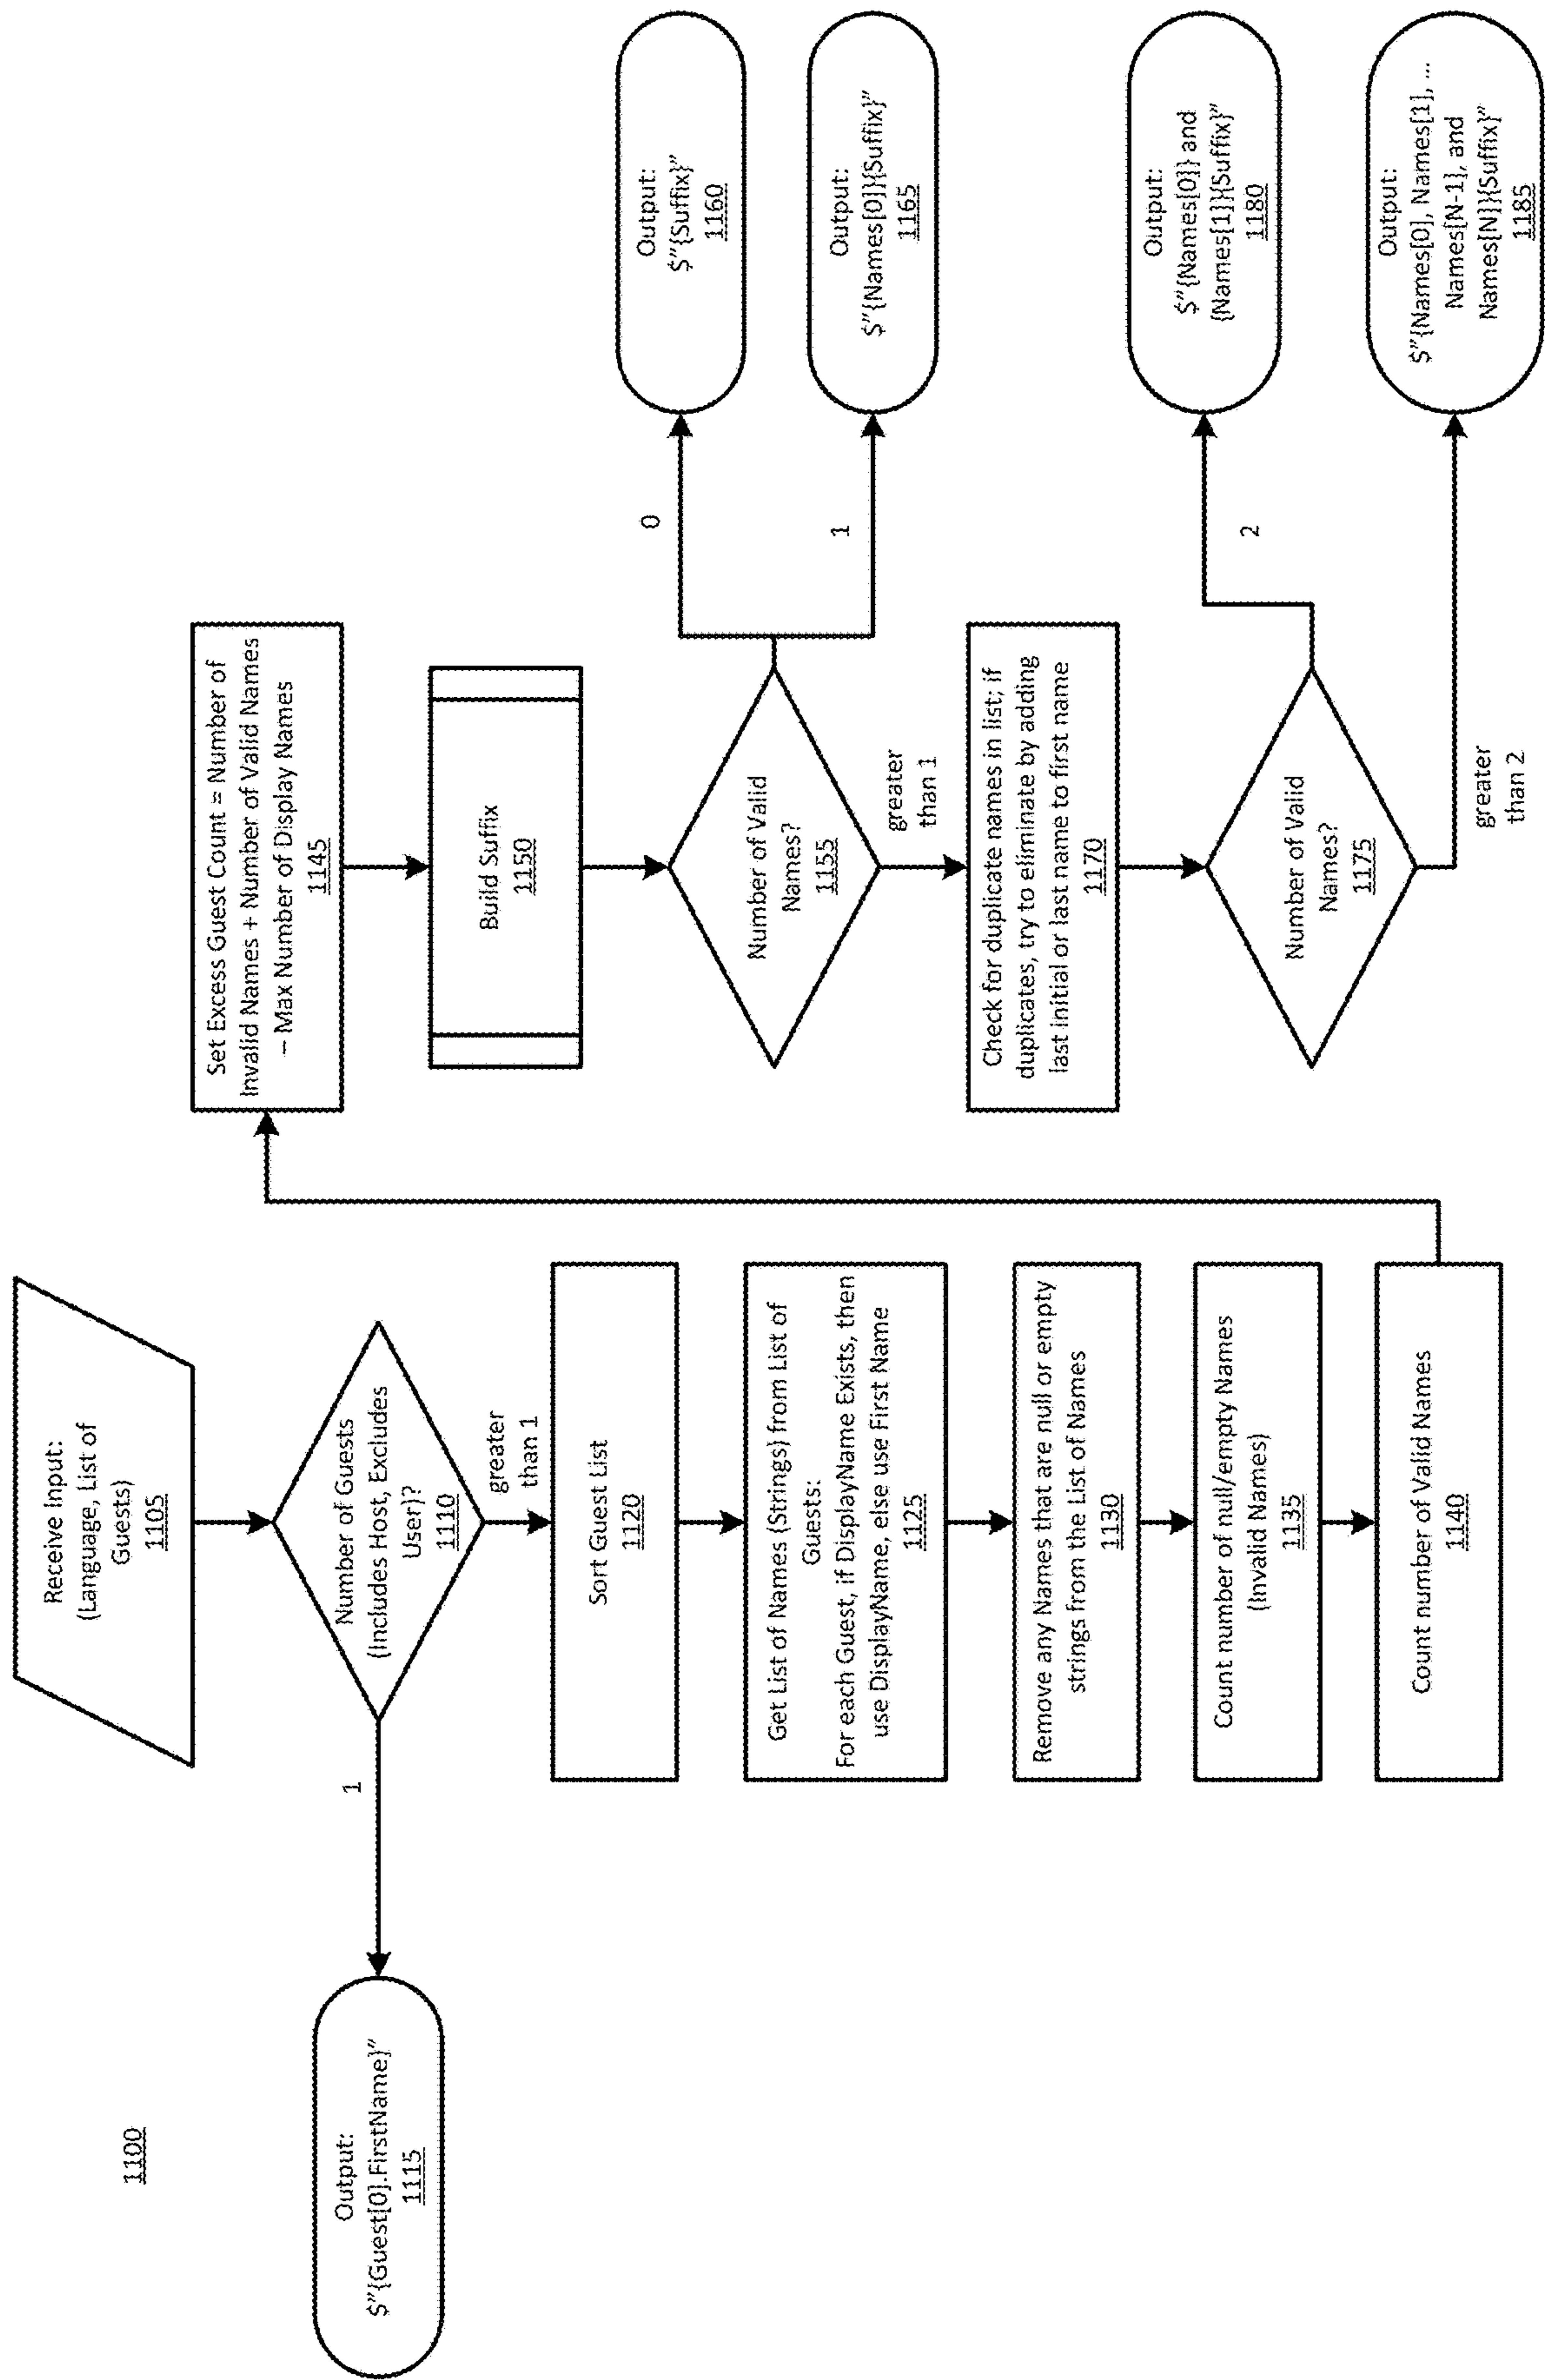 1100
Receive Input:
(Language, List of
Guests)
1105
Number of Guests
(Includes Host, Excludes
User)?
1110
1
Output:
$”{Guest[0].FirstName}”
1115
greater
than 1
Sort Guest List
1120
Get List of Names (Strings) from List of
Guests:
For each Guest, if DisplayName Exists, then
use DisplayName, else use First Name
1125
Remove any Names that are null or empty
strings from the List of Names
1130
Count number of null/empty Names
(Invalid Names)
1135
Count number of Valid Names
1140
Set Excess Guest Count = Number of
Invalid Names + Number of Valid Names
– Max Number of Display Names
1145
Build Suffix
1150
Number of Valid
Names?
1155
0
Output:
$”{Suffix}”
1160
1
Output:
$”{Names[0]}{Suffix}”
1165
greater
than 1
Check for duplicate names in list; if
duplicates, try to eliminate by adding
last initial or last name to first name
1170
Number of Valid
Names?
1175
2
Output:
$”{Names[0]} and
{Names[1]}{Suffix}”
1180
greater
than 2
Output:
$”{Names[0], Names[1], ...
Names[N-1], and
Names[N]}{Suffix}”
1185